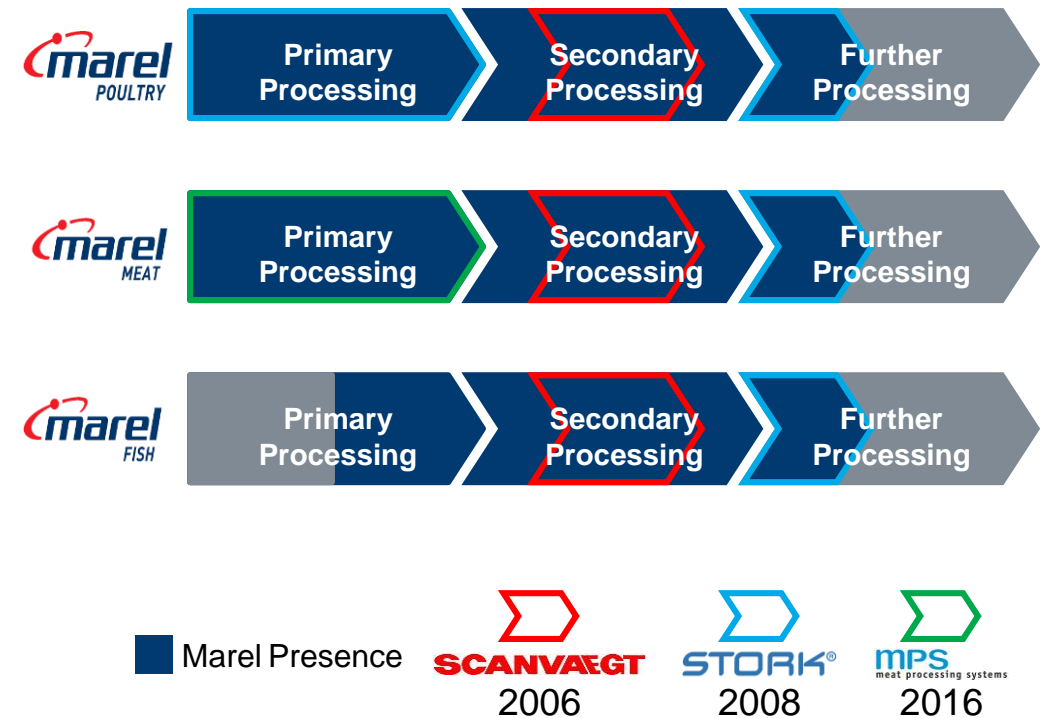 marel
POULTRY
Primary
Processing
Secondary
Processing
Further
Processing
marel
MEAT
Primary
Processing
Secondary
Processing
Further
Processing
marel
FISH
Primary
Processing
Secondary
Processing
Further
Processing
Marel Presence
SCANVAEGT
2006
STORK®
2008
mps
meat processing systems
2016